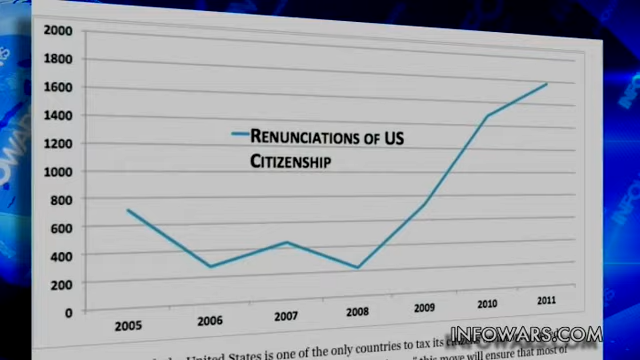 2000
1800
1600
1400
1200
1000
800
600
400
200
0
RENUNCIATIONS OF US
CITIZENSHIP
2005 2006 2007 2008 2009 2010 2011
United States is one of the only countries to tax its
INFOWARS.COM
this move will ensure that most of